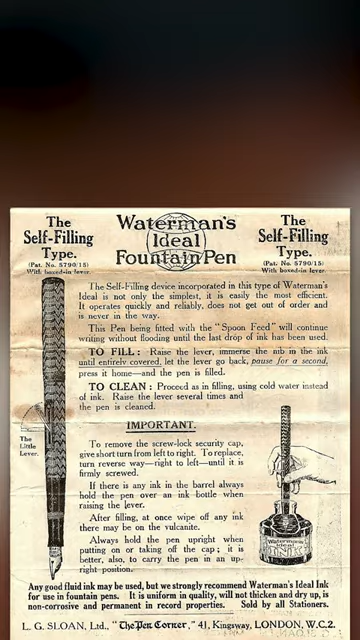 The
Self-Filling
Type.
(Pat. No. 5790/15)
With boxed-in lever.
Waterman's
Ideal
Fountain Pen
The
Self-Filling
Type.
(Pat. No. 5790/15)
With boxed-in lever.
The Self-Filling device incorporated in this type of Waterman's
Ideal is not only the simplest, it is easily the most efficient.
It operates quickly and reliably, does not get out of order and
is never in the way.
This Pen being fitted with the "Spoon Feed" will continue
writing without flooding until the last drop of ink has been used.
TO FILL: Raise the lever, immerse the nib in the ink
until entirely covered, let the lever go back, pause for a second,
press it home—and the pen is filled.
TO CLEAN: Proceed as in filling, using cold water instead
of ink. Raise the lever several times and
the pen is cleaned.
IMPORTANT.
To remove the screw-lock security cap,
give short turn from left to right. To replace,
turn reverse way—right to left—until it is
firmly screwed.
If there is any ink in the barrel always
hold the pen over an ink bottle when
raising the lever.
After filling, at once wipe off any ink
there may be on the vulcanite.
Always hold the pen upright when
putting on or taking off the cap; it is
better, also, to carry the pen in an up-
right position.
The
Little
Lever.
Waterman's
Ideal
INK
Any good fluid ink may be used, but we strongly recommend Waterman's Ideal Ink
for use in fountain pens. It is uniform in quality, will not thicken and dry up, is
non-corrosive and permanent in record properties. Sold by all Stationers.
L. G. SLOAN, Ltd., "The Pen Corner," 41, Kingsway, LONDON, W.C.2.